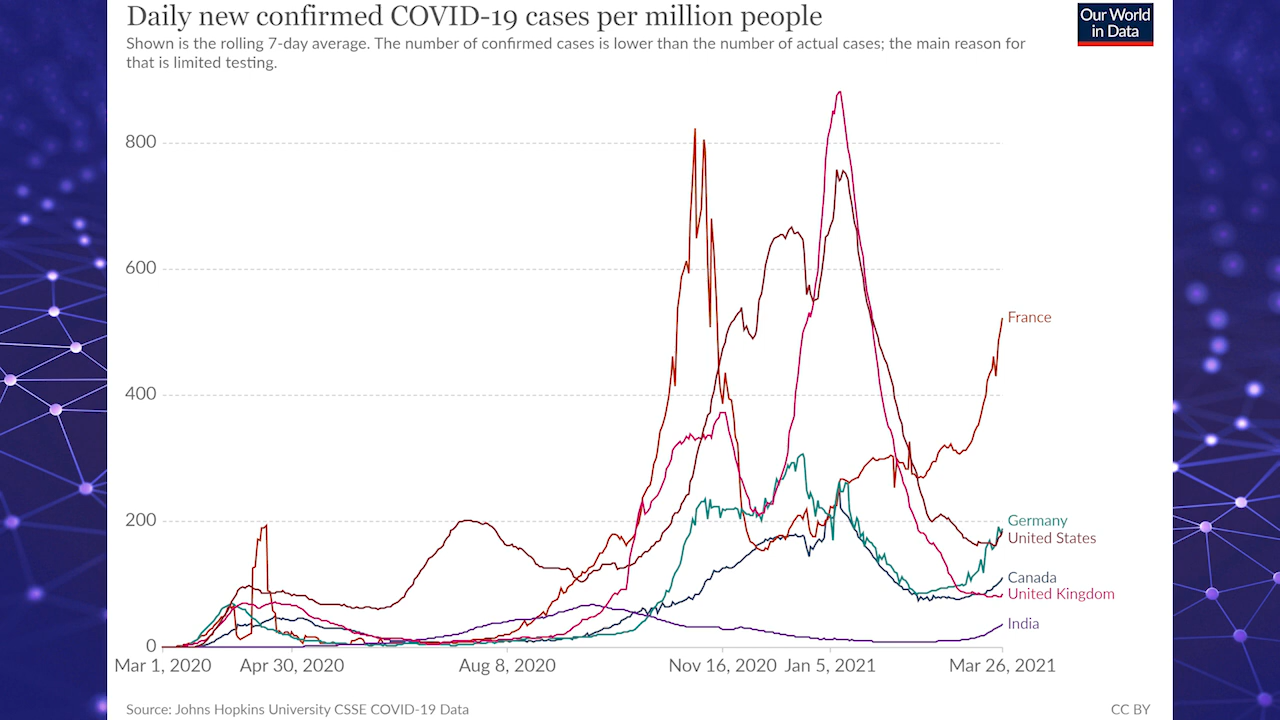 Daily new confirmed COVID-19 cases per million people
Shown is the rolling 7-day average. The number of confirmed cases is lower than the number of actual cases; the main reason for
that is limited testing.
Our World
in Data
800
600
400
200
0
France
Germany
United States
Canada
United Kingdom
India
Mar 1, 2020
Apr 30, 2020
Aug 8, 2020
Nov 16, 2020
Jan 5, 2021
Mar 26, 2021
Source: Johns Hopkins University CSSE COVID-19 Data
CC BY